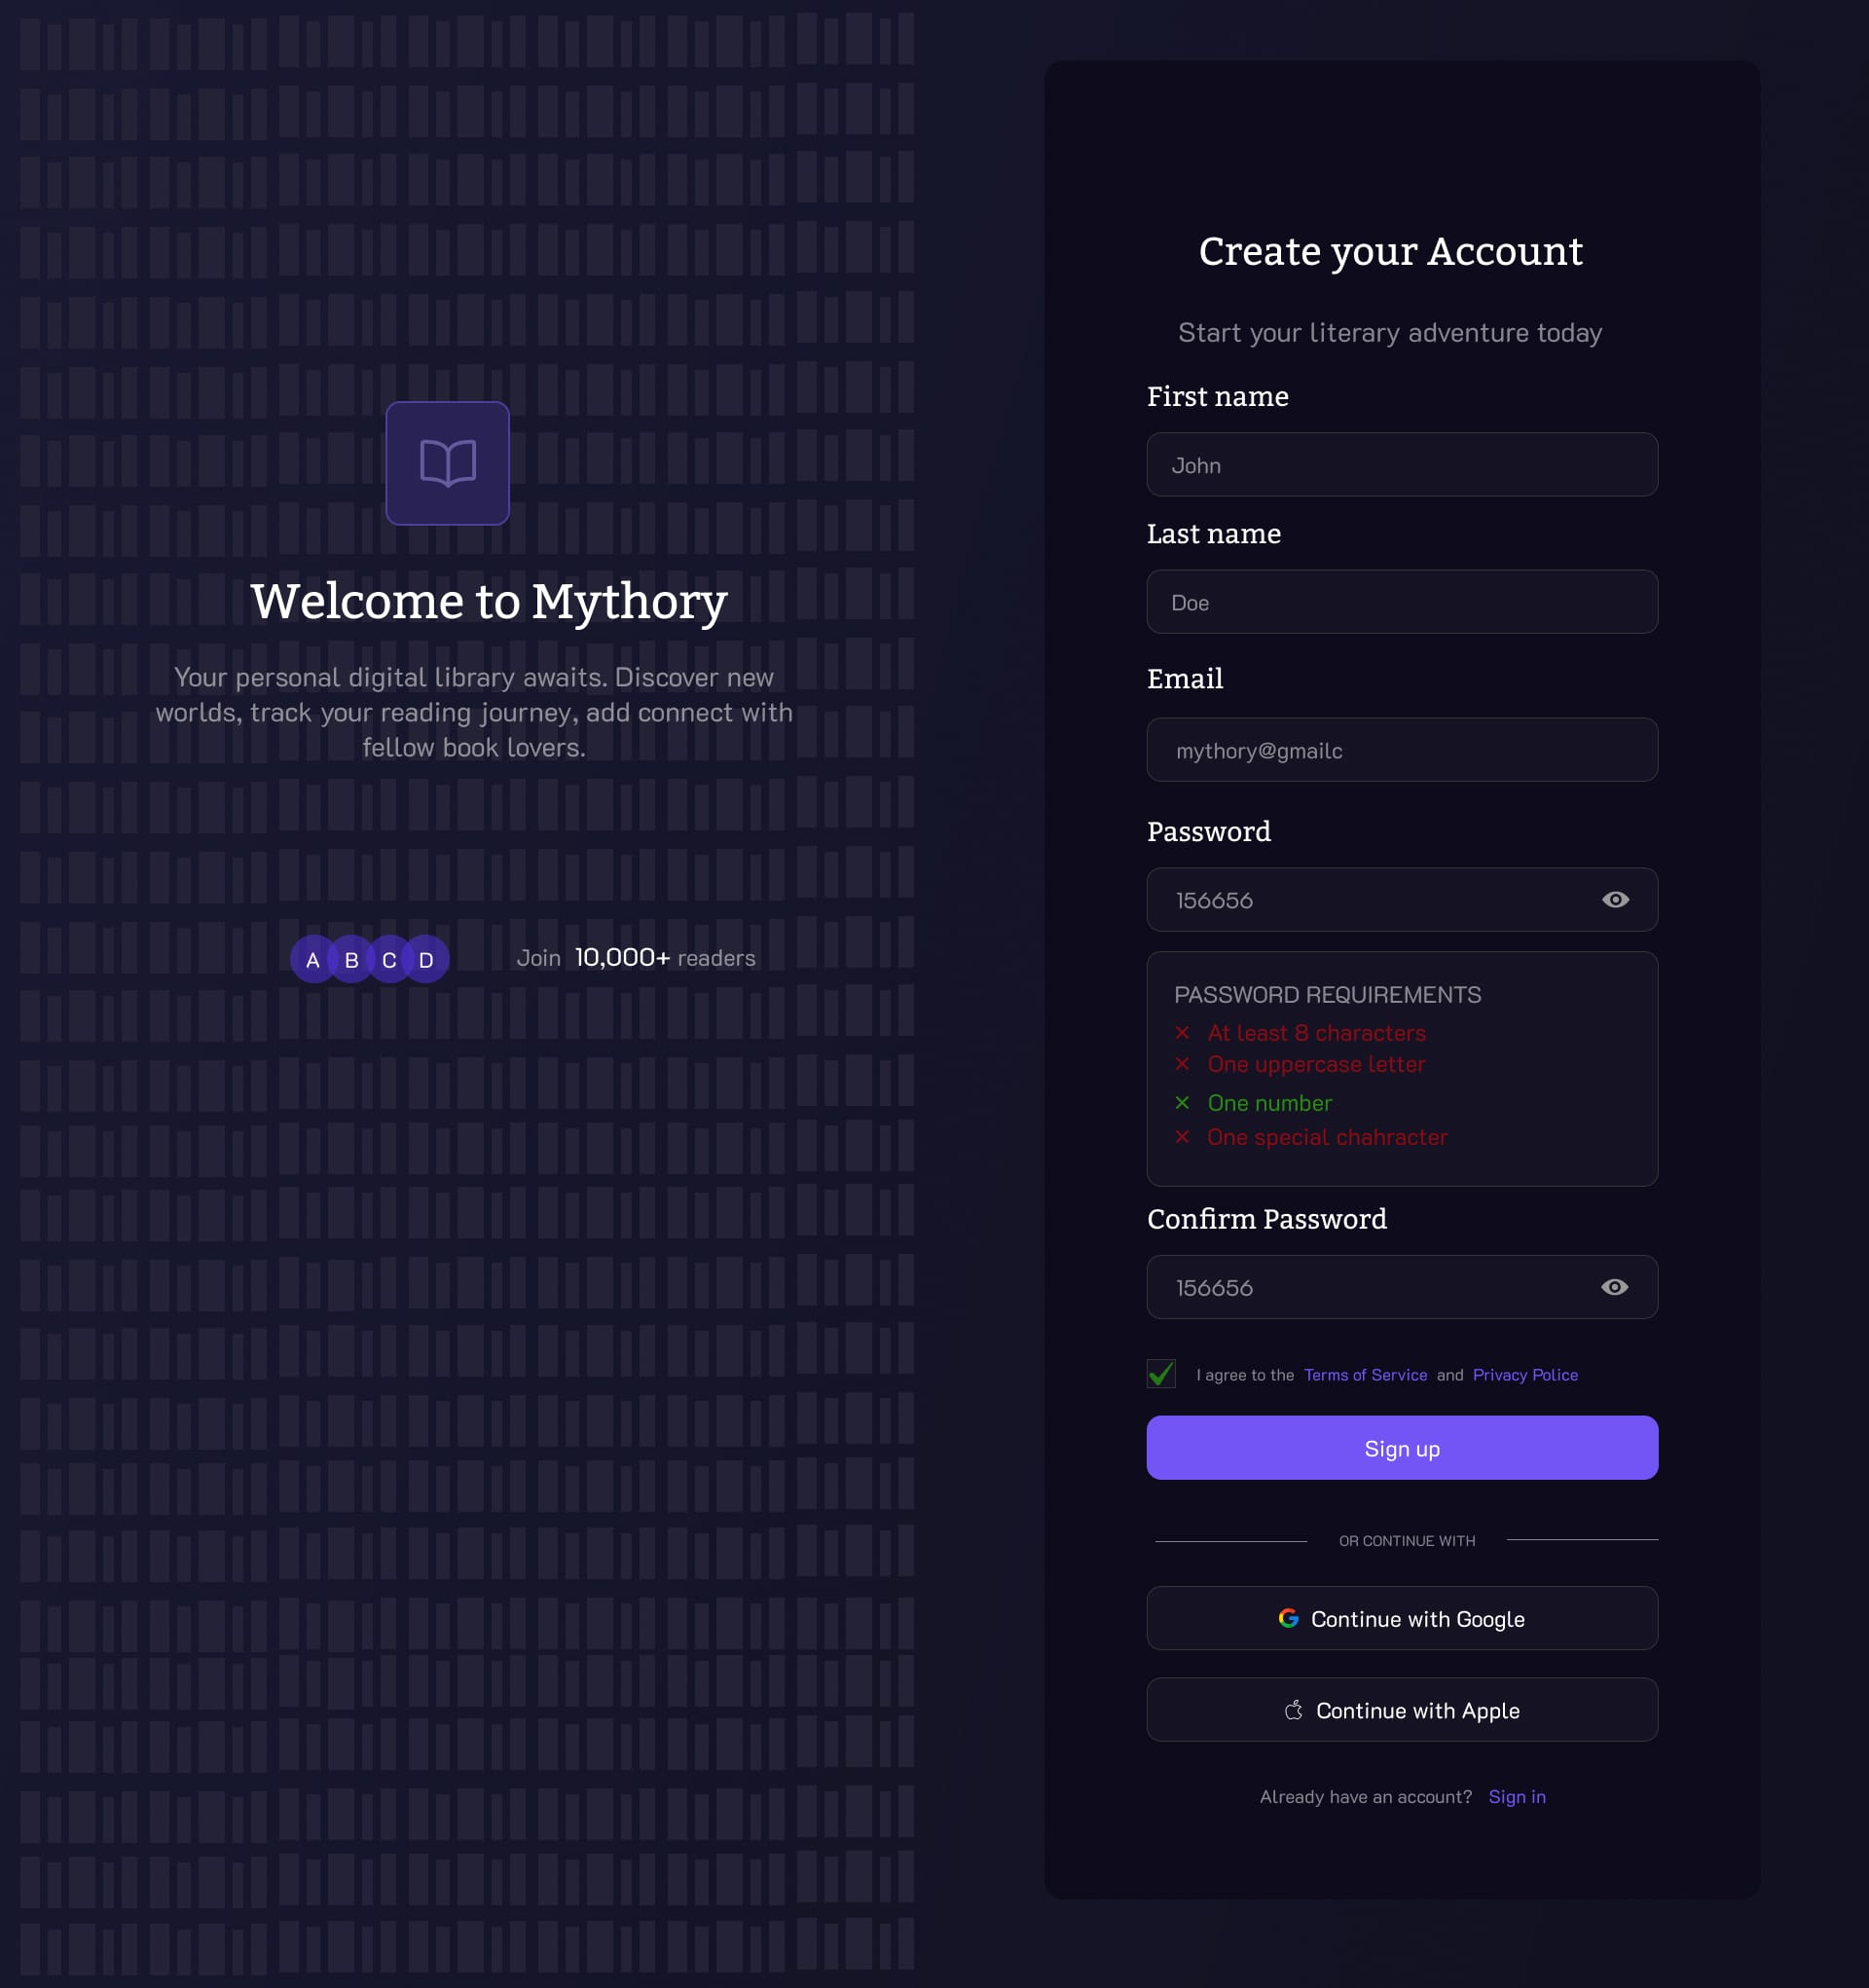 Welcome to Mythory
Your personal digital library awaits. Discover new
worlds, track your reading journey, add connect with
fellow book lovers.
A B C D
Join 10,000+ readers
Create your Account
Start your literary adventure today
First name
John
Last name
Doe
Email
mythory@gmailc
Password
156656
PASSWORD REQUIREMENTS
× At least 8 characters
× One uppercase letter
× One number
× One special chahracter
Confirm Password
156656
I agree to the Terms of Service and Privacy Police
Sign up
OR CONTINUE WITH
Continue with Google
Continue with Apple
Already have an account? Sign in